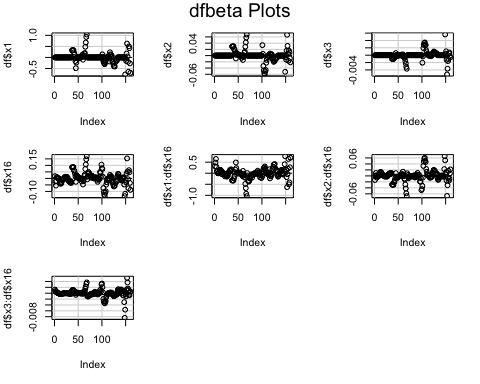 dfbeta Plots
df$x1
-0.5
1.0
0 50 100
Index
df$x2
-0.06
0.04
0 50 100
Index
df$x3
-0.004
0 50 100
Index
df$x16
-0.10
0.15
0 50 100
Index
df$x1:df$x16
-1.0
0.5
0 50 100
Index
df$x2:df$x16
-0.06
0.06
0 50 100
Index
df$x3:df$x16
-0.008
0 50 100
Index